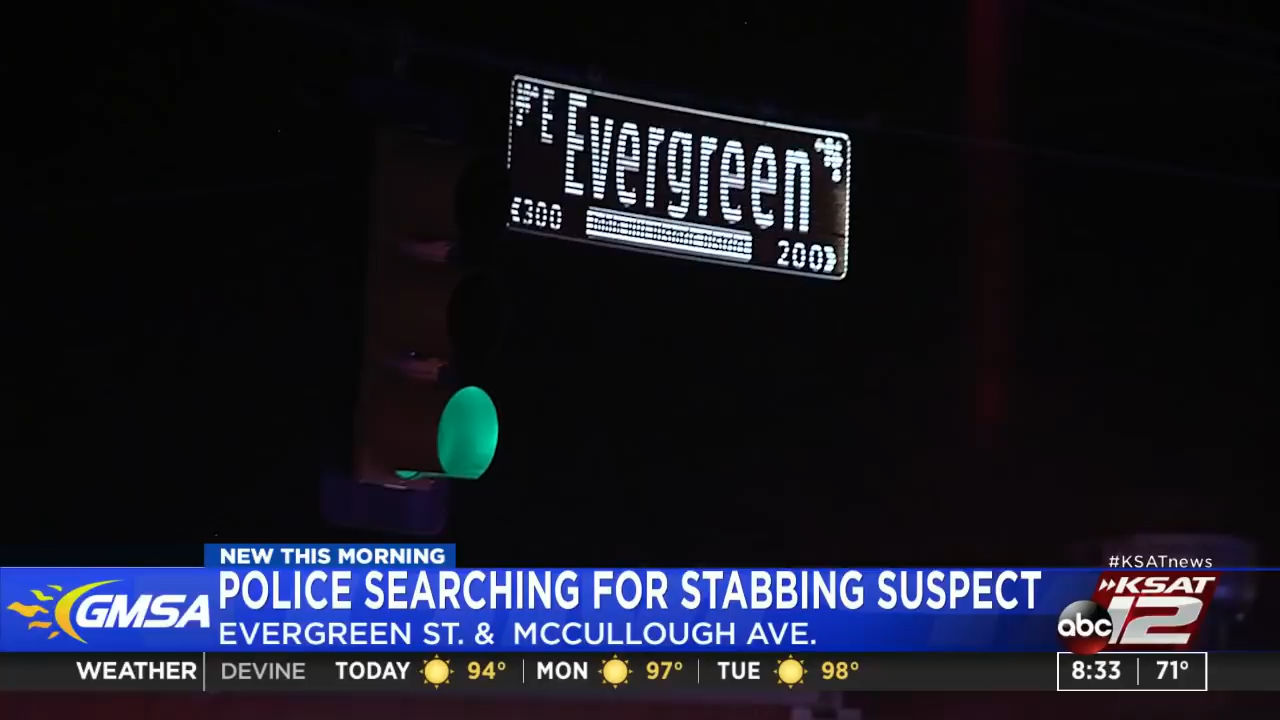 E Evergreen
300
200
#KSATnews
NEW THIS MORNING
POLICE SEARCHING FOR STABBING SUSPECT
EVERGREEN ST. & MCCULLOUGH AVE.
GMSA
KSAT
abc 12
WEATHER DEVINE TODAY 94° MON 97° TUE 98° 8:33 71°